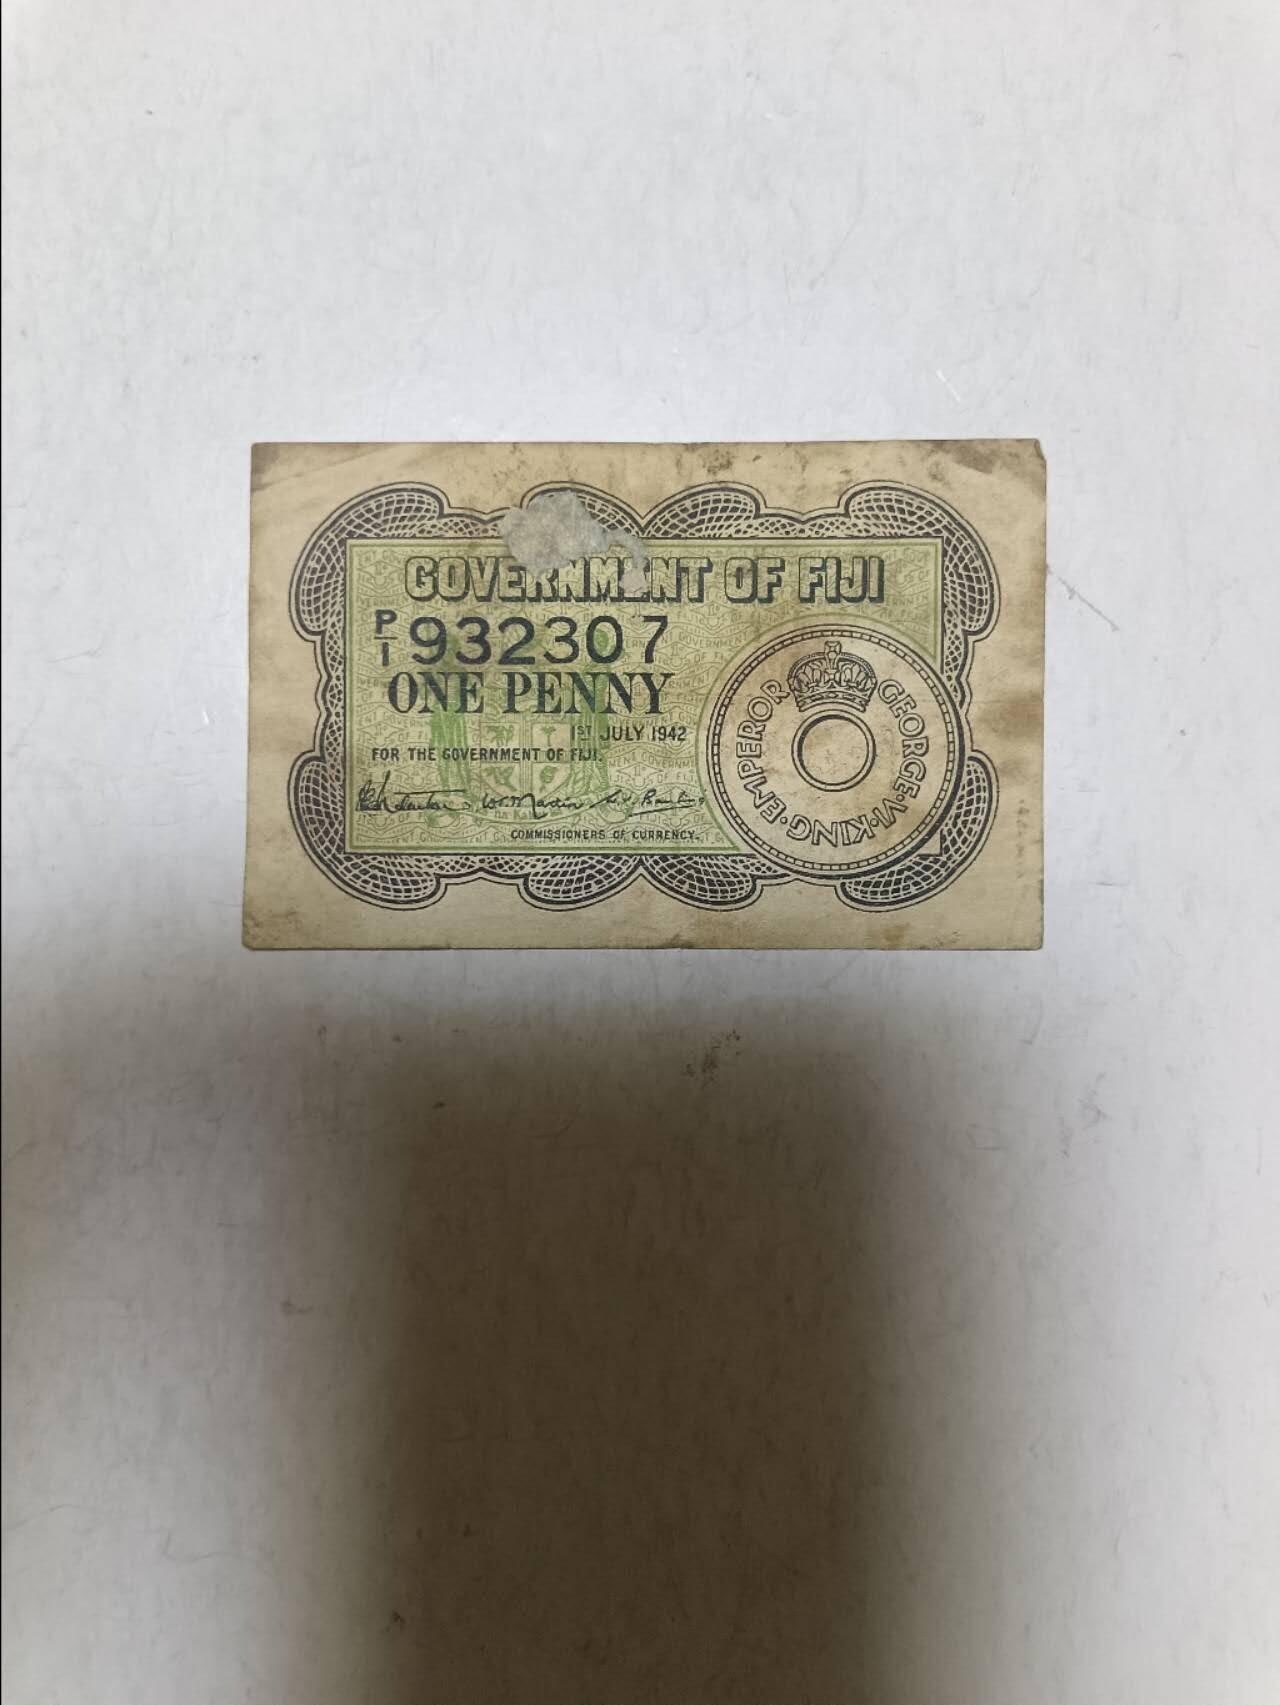 GOVERNMENT OF FIJI
P/1 932307
ONE PENNY
1ST JULY 1942
FOR THE GOVERNMENT OF FIJI.
COMMISSIONERS OF CURRENCY.
GEORGE·VI·KING·EMPEROR